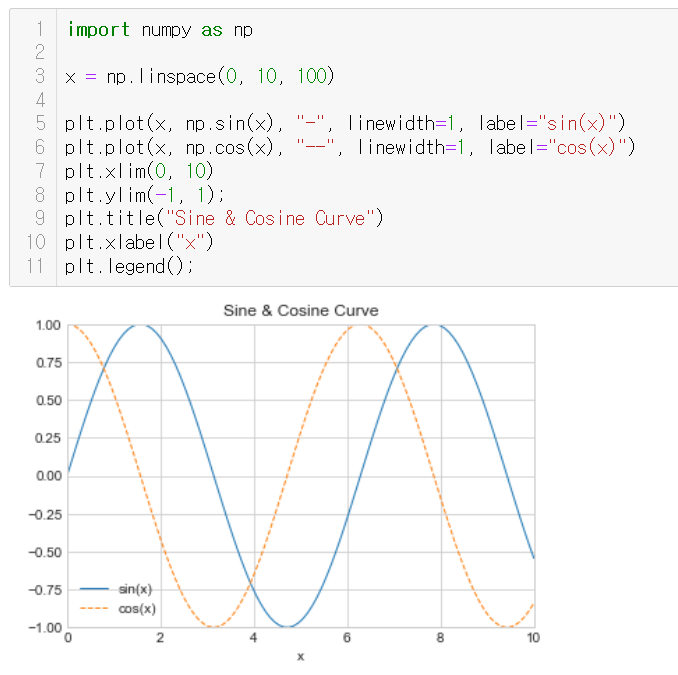 1 import numpy as np
2
3 x = np.linspace(0, 10, 100)
4
5 plt.plot(x, np.sin(x), "-", linewidth=1, label="sin(x)")
6 plt.plot(x, np.cos(x), "--", linewidth=1, label="cos(x)")
7 plt.xlim(0, 10)
8 plt.ylim(-1, 1);
9 plt.title("Sine & Cosine Curve")
10 plt.xlabel("x")
11 plt.legend();
Sine & Cosine Curve
1.00
0.75
0.50
0.25
0.00
−0.25
−0.50
−0.75
−1.00
sin(x)
cos(x)
0 2 4 6 8 10
x